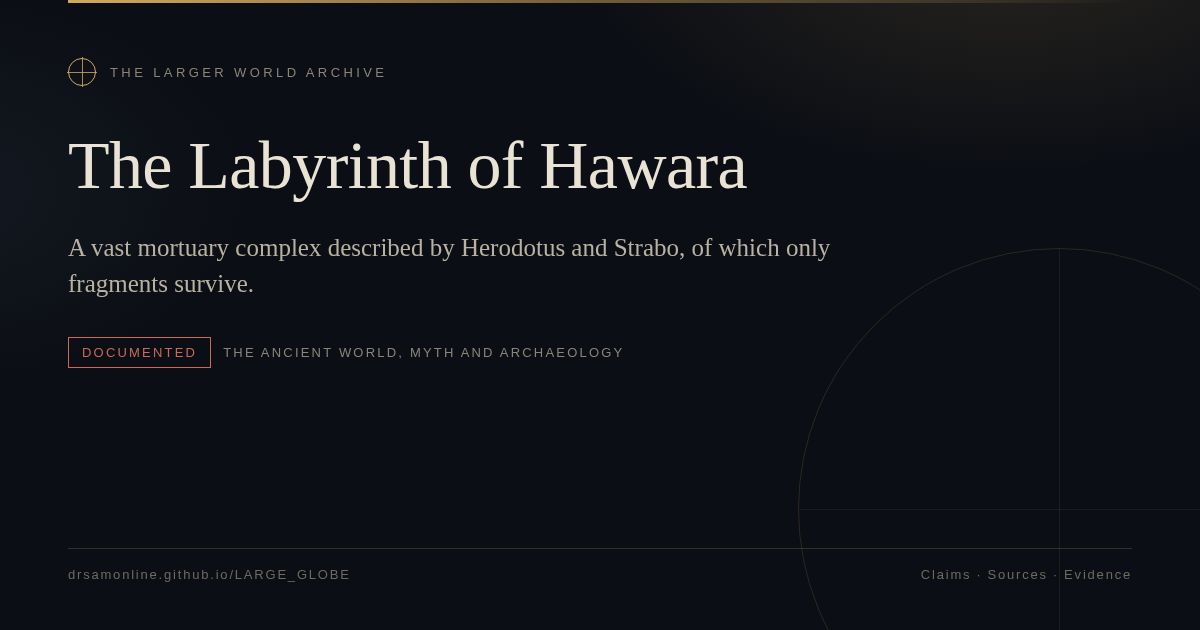 THE LARGER WORLD ARCHIVE
The Labyrinth of Hawara
A vast mortuary complex described by Herodotus and Strabo, of which only
fragments survive.
DOCUMENTED THE ANCIENT WORLD, MYTH AND ARCHAEOLOGY
drsamonline.github.io/LARGE_GLOBE Claims · Sources · Evidence